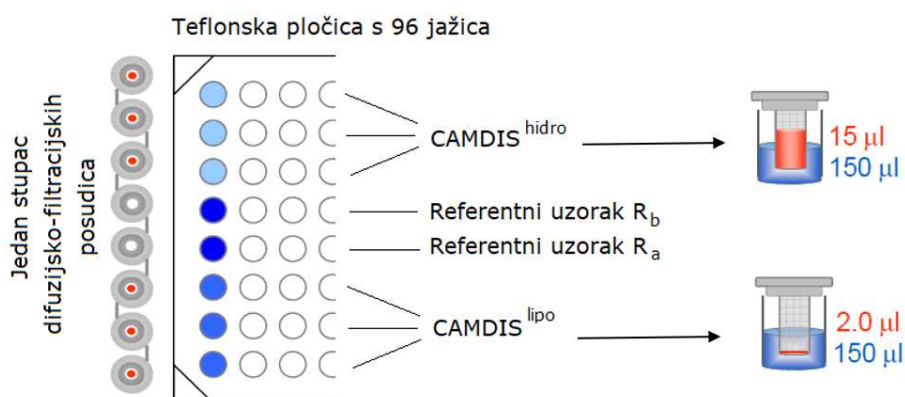 Teflonska pločica s 96 jažica
Jedan stupac
difuzijsko-filtracijskih
posudica
CAMDIS hidro
15 µl
150 µl
Referentni uzorak Rb
Referentni uzorak Ra
CAMDIS lipo
2.0 µl
150 µl